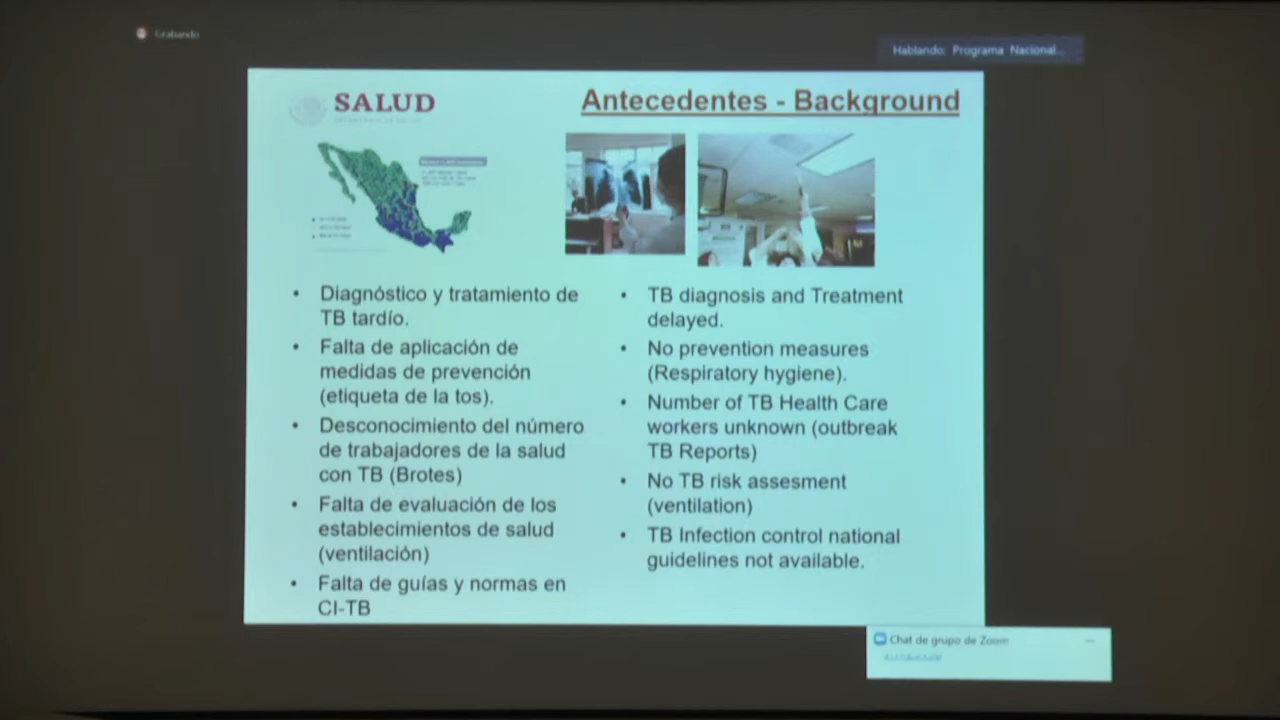 Grabando
Hablando: Programa Nacional...
SALUD
Antecedentes - Background
• Diagnóstico y tratamiento de
TB tardío.
• Falta de aplicación de
medidas de prevención
(etiqueta de la tos).
• Desconocimiento del número
de trabajadores de la salud
con TB (Brotes)
• Falta de evaluación de los
establecimientos de salud
(ventilación)
• Falta de guías y normas en
CI-TB
• TB diagnosis and Treatment
delayed.
• No prevention measures
(Respiratory hygiene).
• Number of TB Health Care
workers unknown (outbreak
TB Reports)
• No TB risk assesment
(ventilation)
• TB Infection control national
guidelines not available.
Chat de grupo de Zoom